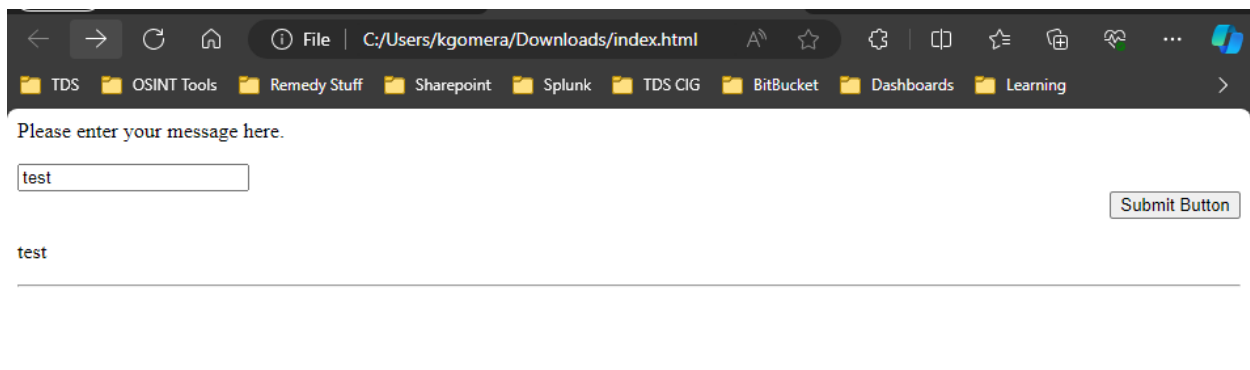 File C:/Users/kgomera/Downloads/index.html
TDS OSINT Tools Remedy Stuff Sharepoint Splunk TDS CIG BitBucket Dashboards Learning
Please enter your message here.
test
Submit Button
test